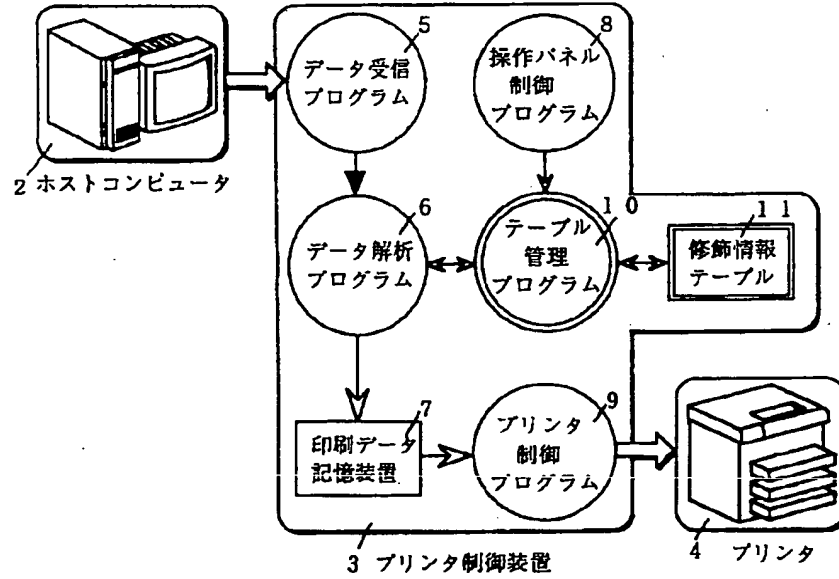 5
データ受信
プログラム
8
操作パネル
制御
プログラム
2 ホストコンピュータ
6
データ解析
プログラム
10
テーブル
管理
プログラム
11
修飾情報
テーブル
7
印刷データ
記憶装置
9
プリンタ
制御
プログラム
3 プリンタ制御装置
4 プリンタ